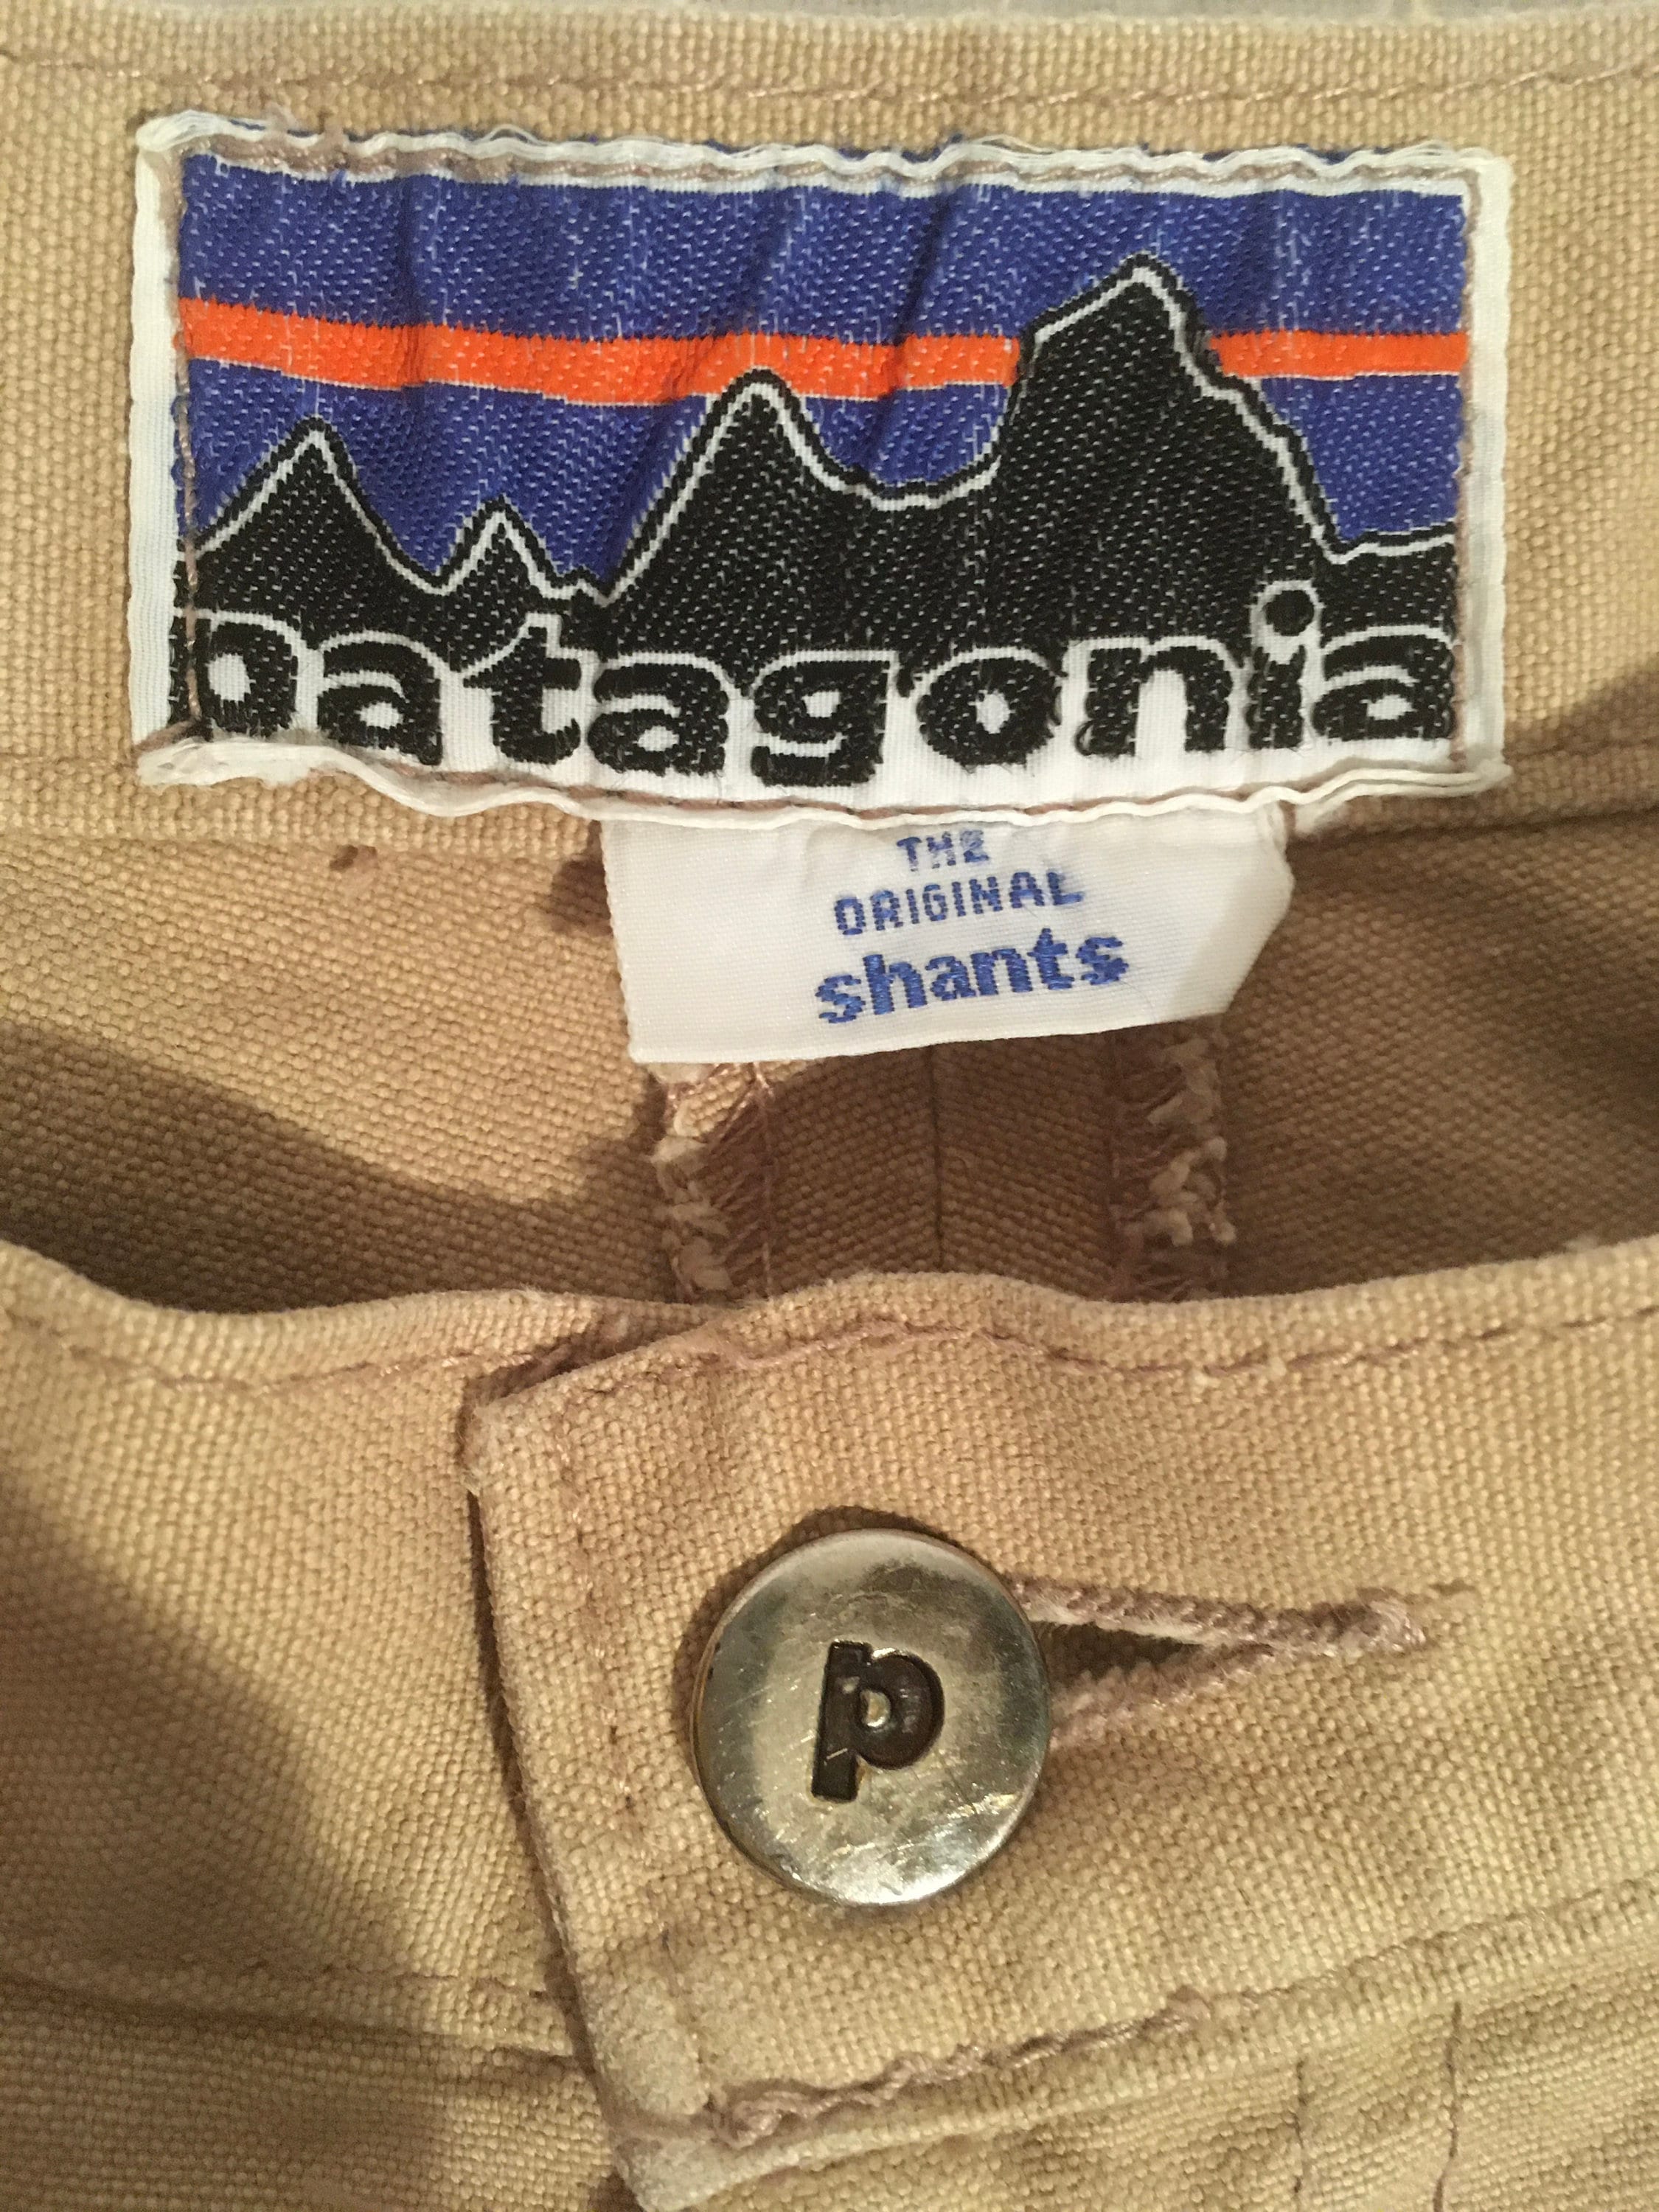 patagonia
THE
ORIGINAL
shants
p